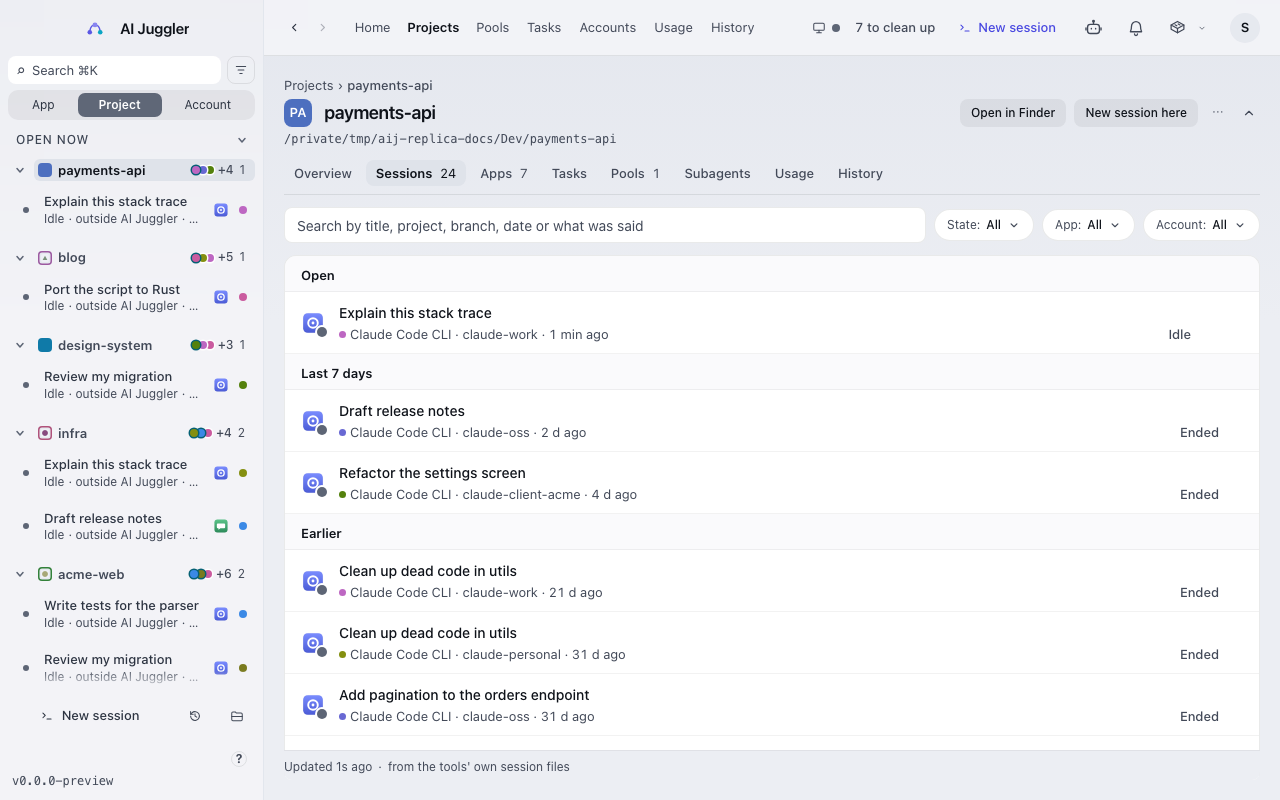 AI Juggler
Search ⌘K
App Project Account
OPEN NOW
payments-api +4 1
Explain this stack trace
Idle · outside AI Juggler · ...
blog +5 1
Port the script to Rust
Idle · outside AI Juggler · ...
design-system +3 1
Review my migration
Idle · outside AI Juggler · ...
infra +4 2
Explain this stack trace
Idle · outside AI Juggler · ...
Draft release notes
Idle · outside AI Juggler · ...
acme-web +6 2
Write tests for the parser
Idle · outside AI Juggler · ...
Review my migration
Idle · outside AI Juggler · ...
New session
?
v0.0.0-preview
Home Projects Pools Tasks Accounts Usage History 7 to clean up New session S
Projects › payments-api
PA payments-api Open in Finder New session here ...
/private/tmp/aij-replica-docs/Dev/payments-api
Overview Sessions 24 Apps 7 Tasks Pools 1 Subagents Usage History
Search by title, project, branch, date or what was said State: All App: All Account: All
Open
Explain this stack trace
Claude Code CLI · claude-work · 1 min ago Idle
Last 7 days
Draft release notes
Claude Code CLI · claude-oss · 2 d ago Ended
Refactor the settings screen
Claude Code CLI · claude-client-acme · 4 d ago Ended
Earlier
Clean up dead code in utils
Claude Code CLI · claude-work · 21 d ago Ended
Clean up dead code in utils
Claude Code CLI · claude-personal · 31 d ago Ended
Add pagination to the orders endpoint
Claude Code CLI · claude-oss · 31 d ago Ended
Updated 1s ago · from the tools' own session files